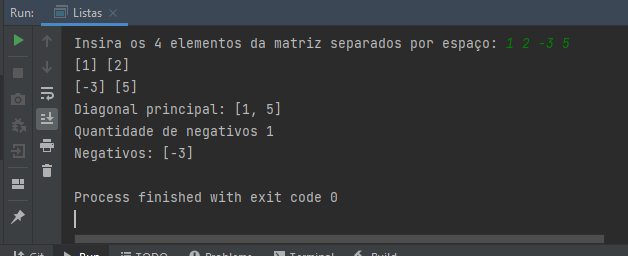 Run: Listas
Insira os 4 elementos da matriz separados por espaço: 1 2 -3 5
[1] [2]
[-3] [5]
Diagonal principal: [1, 5]
Quantidade de negativos 1
Negativos: [-3]
Process finished with exit code 0
Git Run TODO Problems Terminal Build